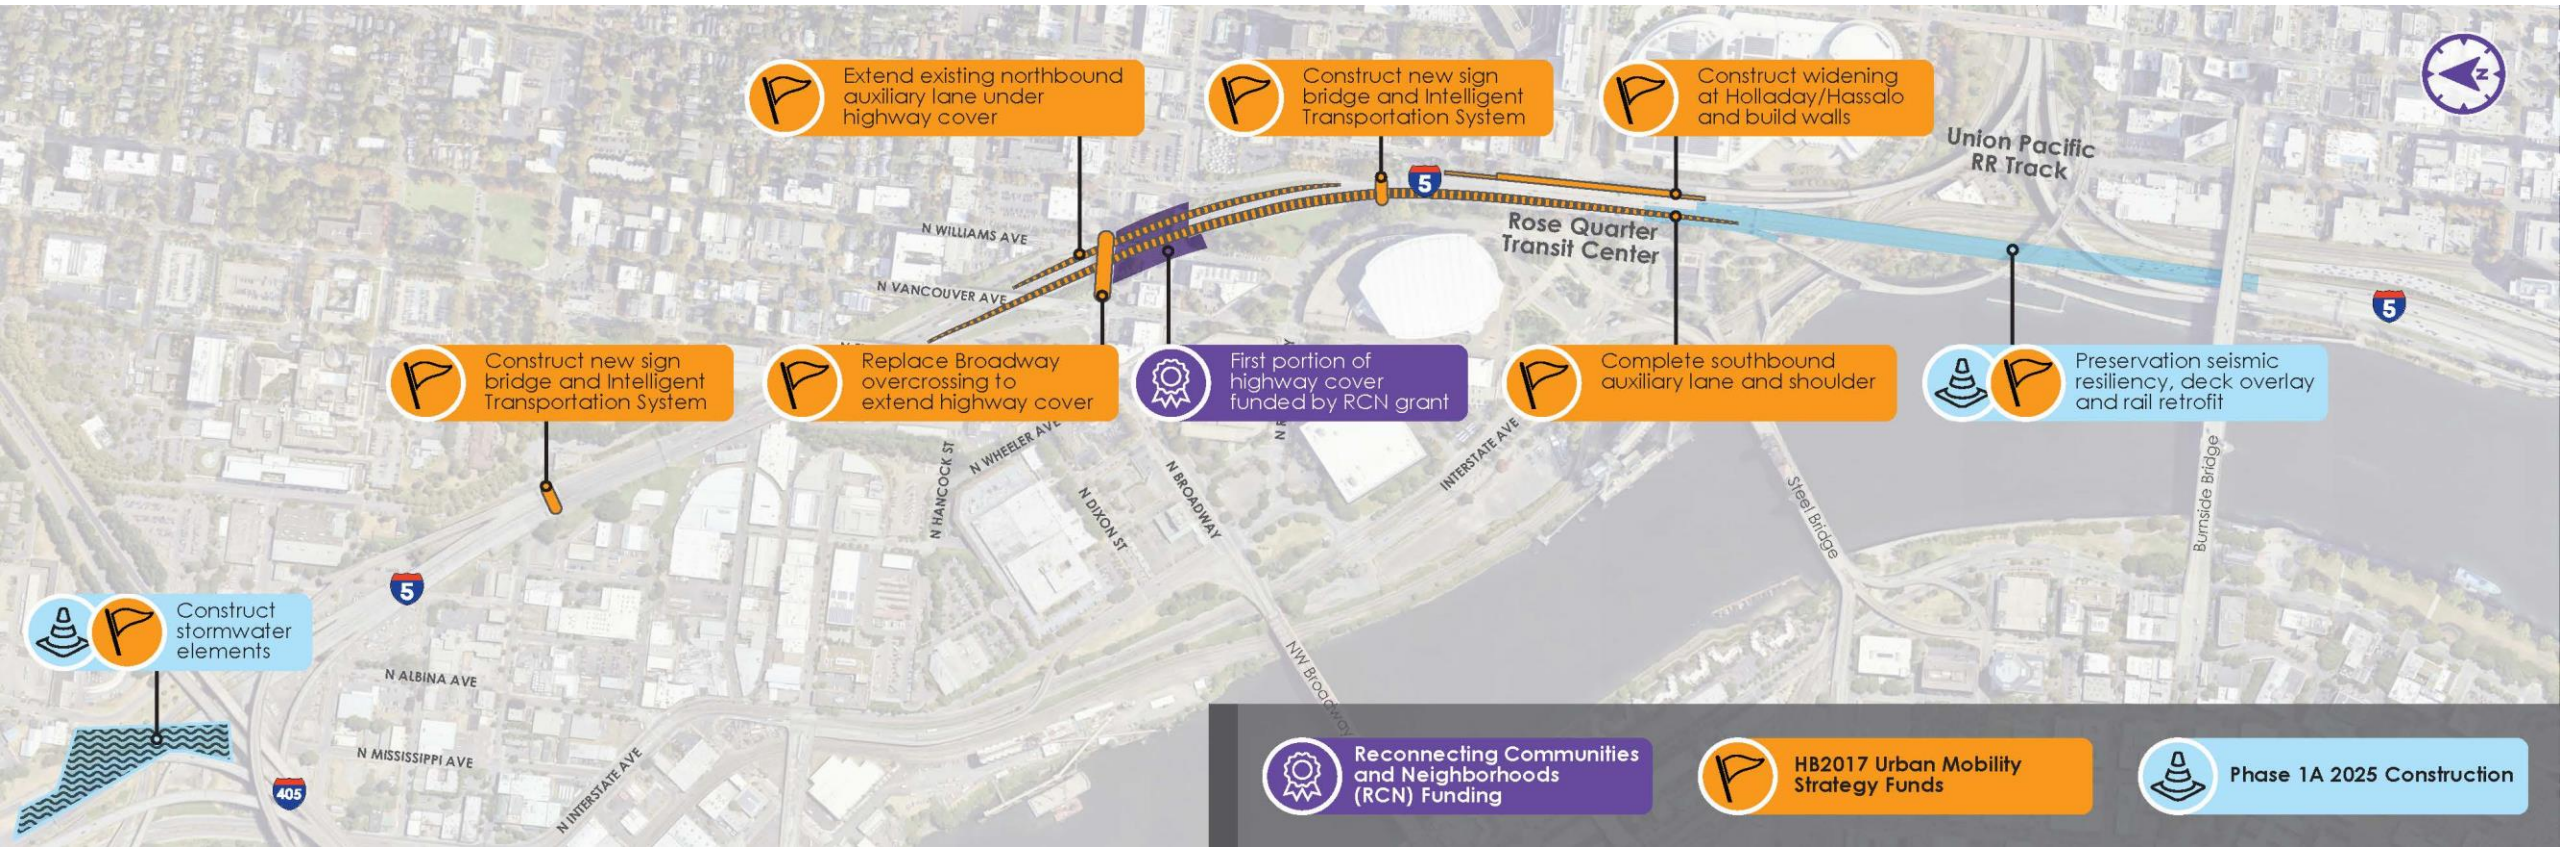 Extend existing northbound
auxiliary lane under
highway cover
Construct new sign
bridge and Intelligent
Transportation System
Construct widening
at Holladay/Hassalo
and build walls
N
Union Pacific
RR Track
5
N WILLIAMS AVE
Rose Quarter
Transit Center
N VANCOUVER AVE
5
Construct new sign
bridge and Intelligent
Transportation System
Replace Broadway
overcrossing to
extend highway cover
First portion of
highway cover
funded by RCN grant
Complete southbound
auxiliary lane and shoulder
Preservation seismic
resiliency, deck overlay
and rail retrofit
N HANCOCK ST
N WHEELER AVE
N DIXON ST
N BROADWAY
INTERSTATE AVE
Steel Bridge
Burnside Bridge
5
Construct
stormwater
elements
N ALBINA AVE
N MISSISSIPPI AVE
N INTERSTATE AVE
405
NW Broadway
Reconnecting Communities
and Neighborhoods
(RCN) Funding
HB2017 Urban Mobility
Strategy Funds
Phase 1A 2025 Construction